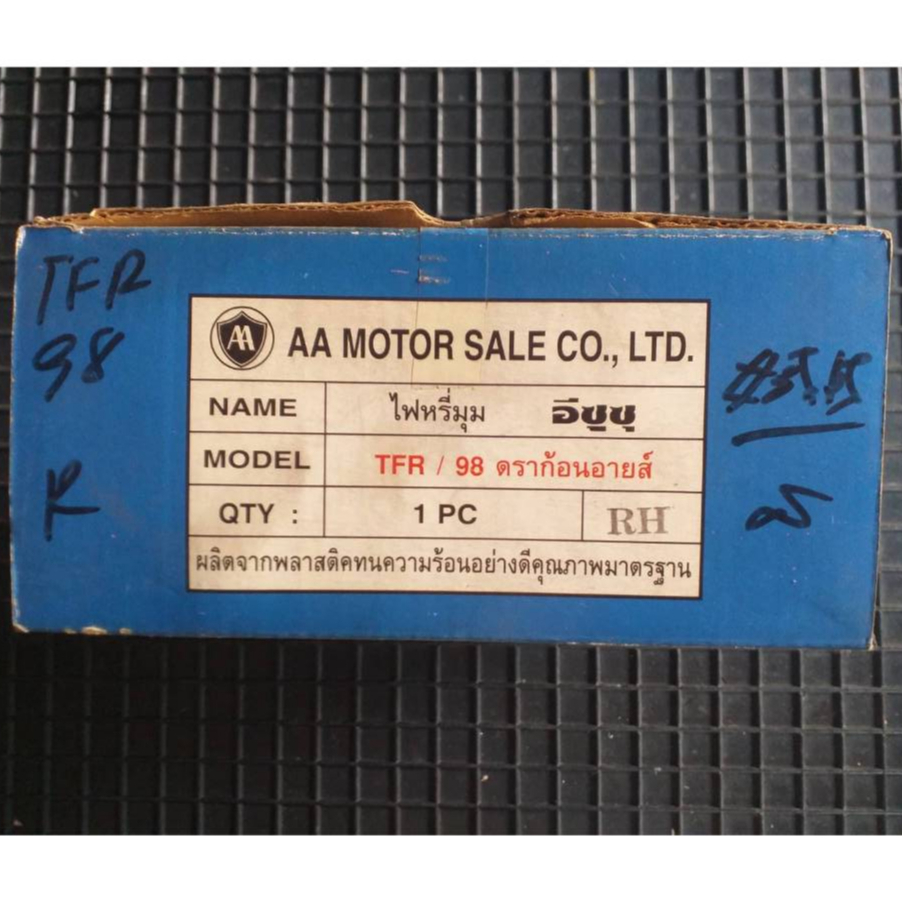 TFR
98
R
AA AA MOTOR SALE CO., LTD.
NAME ไฟหรี่มุม อีซูซุ
MODEL TFR / 98 ดราก้อนอายส์
QTY : 1 PC RH
ผลิตจากพลาสติคทนความร้อนอย่างดีคุณภาพมาตรฐาน